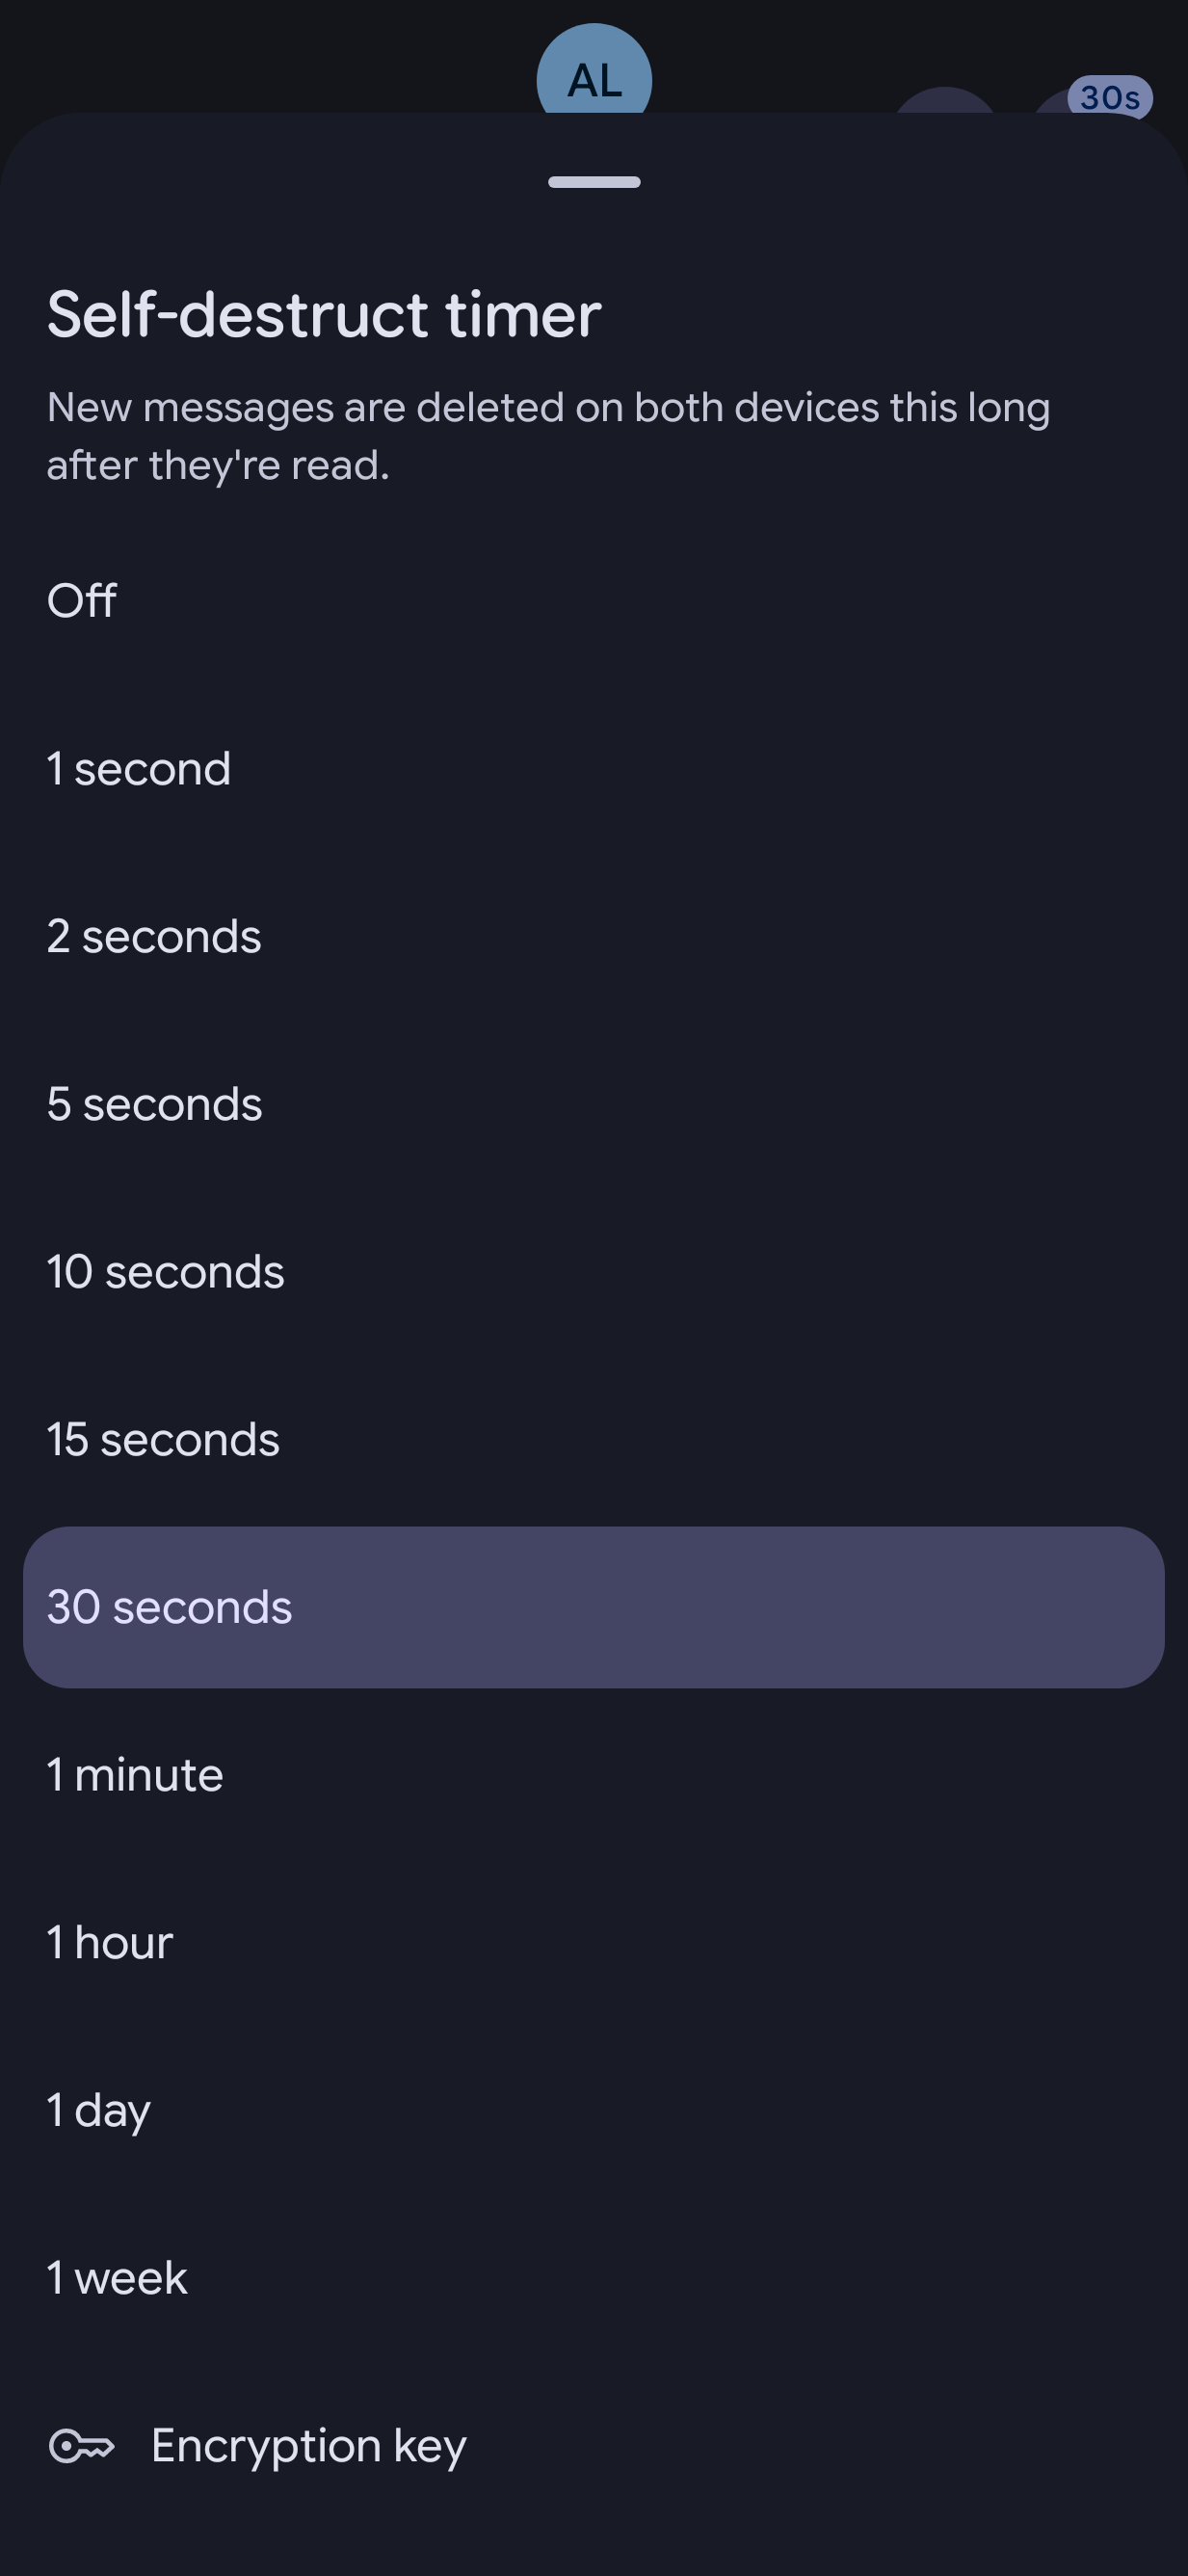 AL
30s
Self-destruct timer
New messages are deleted on both devices this long
after they're read.
Off
1 second
2 seconds
5 seconds
10 seconds
15 seconds
30 seconds
1 minute
1 hour
1 day
1 week
Encryption key